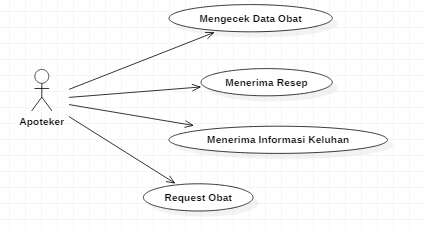 Mengecek Data Obat
Menerima Resep
Apoteker
Menerima Informasi Keluhan
Request Obat